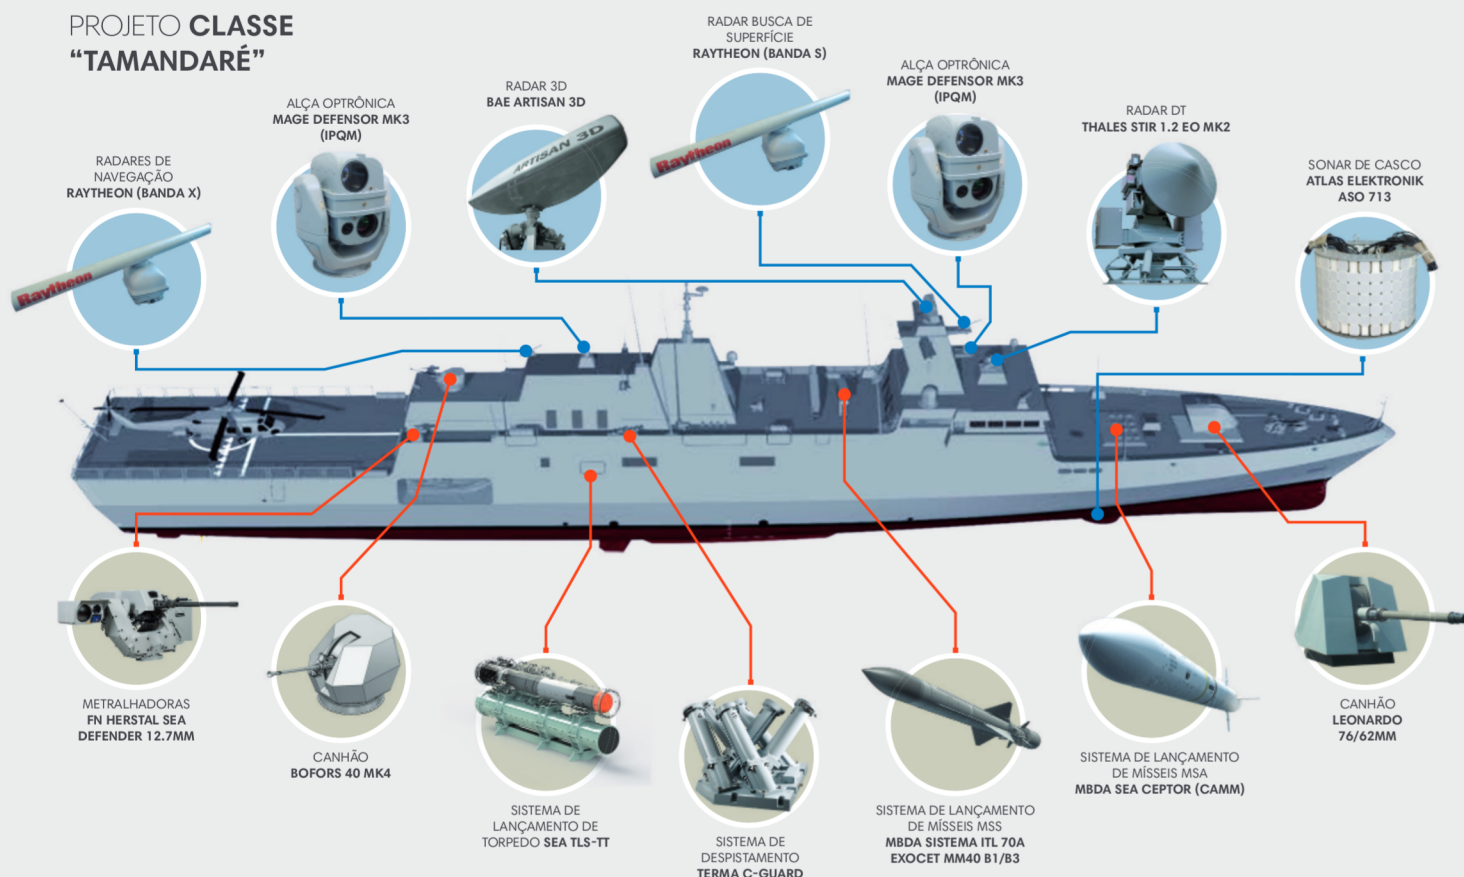 PROJETO CLASSE
“TAMANDARÉ”
RADARES DE
NAVEGAÇÃO
RAYTHEON (BANDA X)
Raytheon
ALÇA OPTRÔNICA
MAGE DEFENSOR MK3
(IPQM)
RADAR 3D
BAE ARTISAN 3D
ARTISAN 3D
RADAR BUSCA DE
SUPERFÍCIE
RAYTHEON (BANDA S)
Raytheon
ALÇA OPTRÔNICA
MAGE DEFENSOR MK3
(IPQM)
RADAR DT
THALES STIR 1.2 EO MK2
SONAR DE CASCO
ATLAS ELEKTRONIK
ASO 713
METRALHADORAS
FN HERSTAL SEA
DEFENDER 12.7MM
CANHÃO
BOFORS 40 MK4
SISTEMA DE
LANÇAMENTO DE
TORPEDO SEA TLS-TT
SISTEMA DE
DESPISTAMENTO
TERMA C-GUARD
SISTEMA DE LANÇAMENTO
DE MÍSSEIS MSS
MBDA SISTEMA ITL 70A
EXOCET MM40 B1/B3
SISTEMA DE LANÇAMENTO
DE MÍSSEIS MSA
MBDA SEA CEPTOR (CAMM)
CANHÃO
LEONARDO
76/62MM